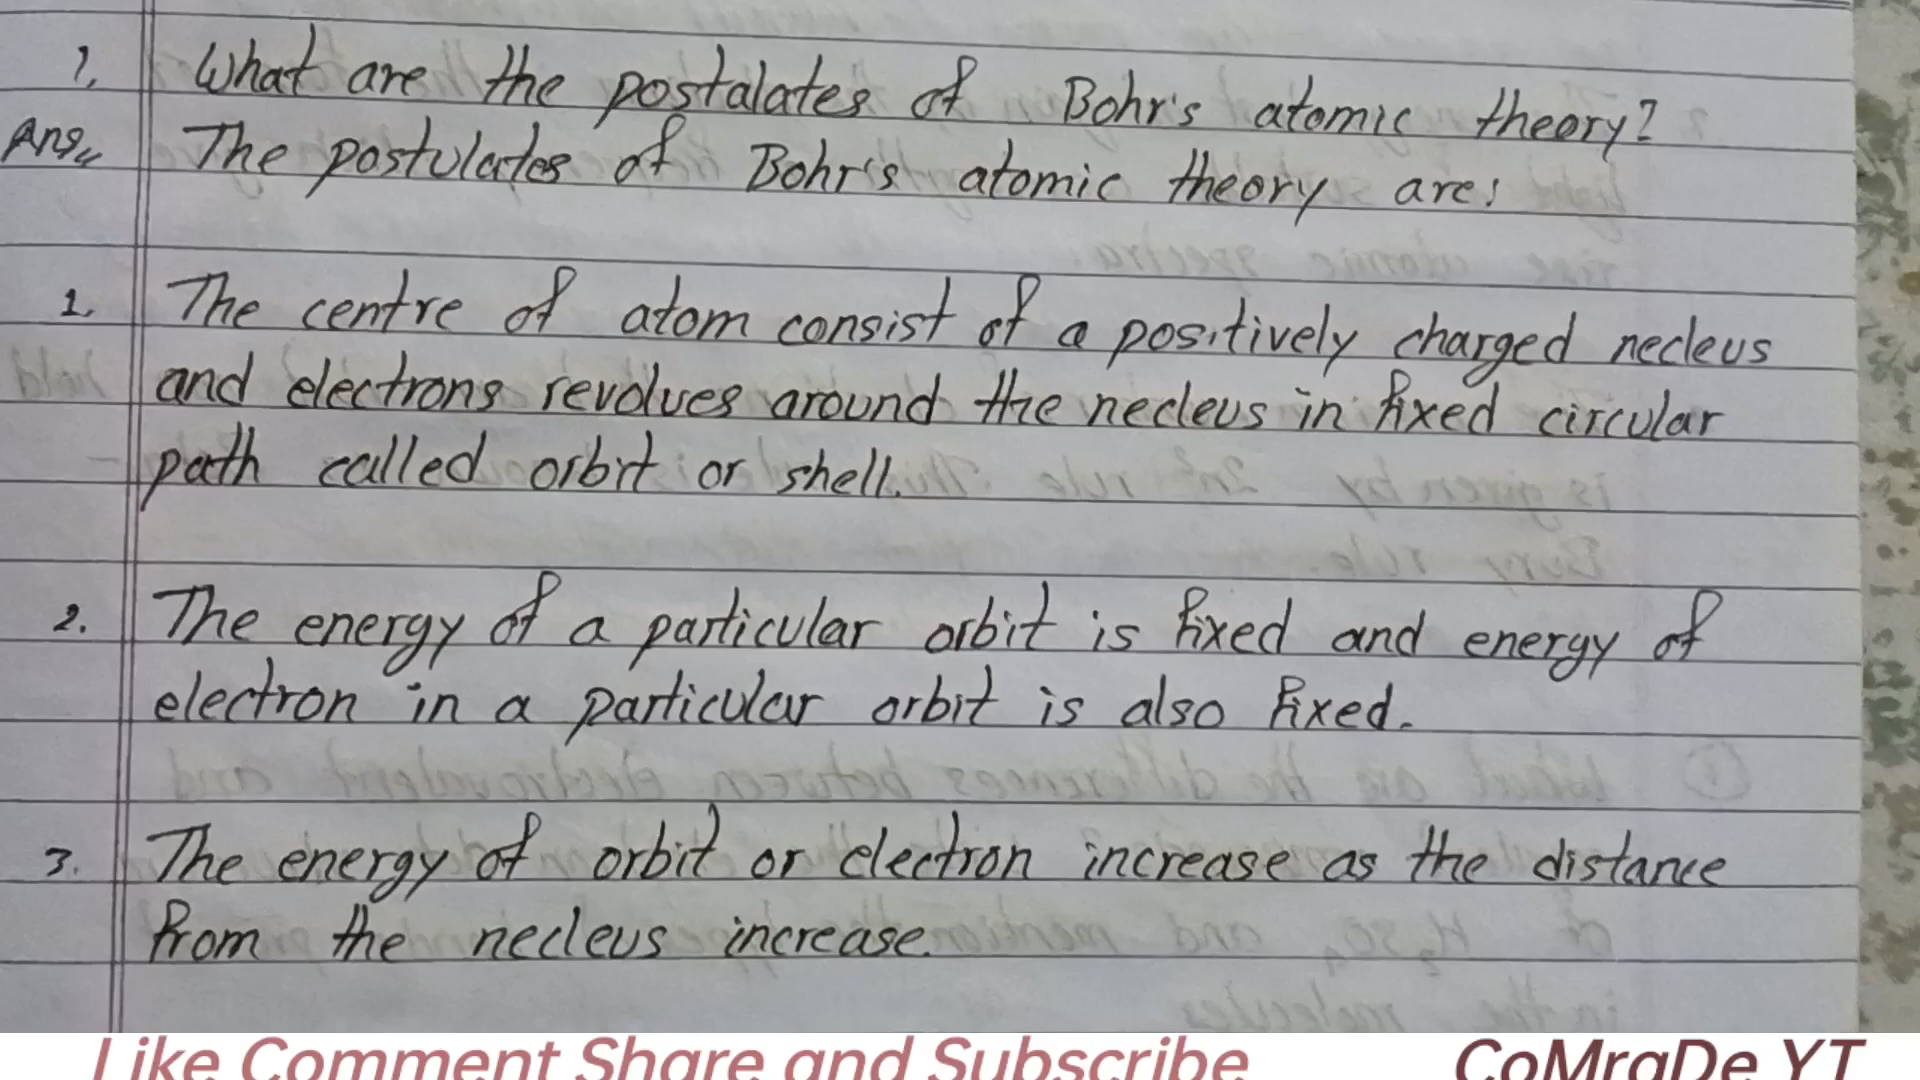 1. What are the postalates of Bohr's atomic theory?
Ans,, The postulates of Bohr's atomic theory are:
1. The centre of atom consist of a positively charged necleus
and electrons revolves around the necleus in fixed circular
path called orbit or shell.
2. The energy of a particular orbit is fixed and energy of
electron in a particular orbit is also fixed.
3. The energy of orbit or electron increase as the distance
from the necleus increase.
Like Comment Share and Subscribe CoMraDe YT